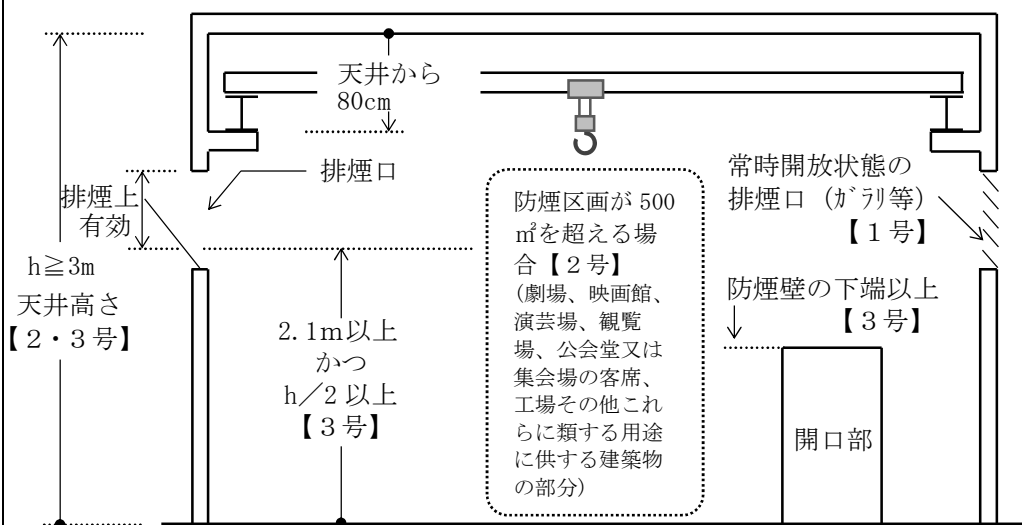 天井から
80cm
排煙口
排煙上
有効
h≧3m
天井高さ
【2・3号】
2.1m以上
かつ
h／2以上
【3号】
防煙区画が 500
㎡を超える場
合【2号】
(劇場、映画館、
演芸場、観覧
場、公会堂又は
集会場の客席、
工場その他これ
らに類する用途
に供する建築物
の部分)
常時開放状態の
排煙口（ｶﾞﾗﾘ等）
【1号】
防煙壁の下端以上
【3号】
開口部